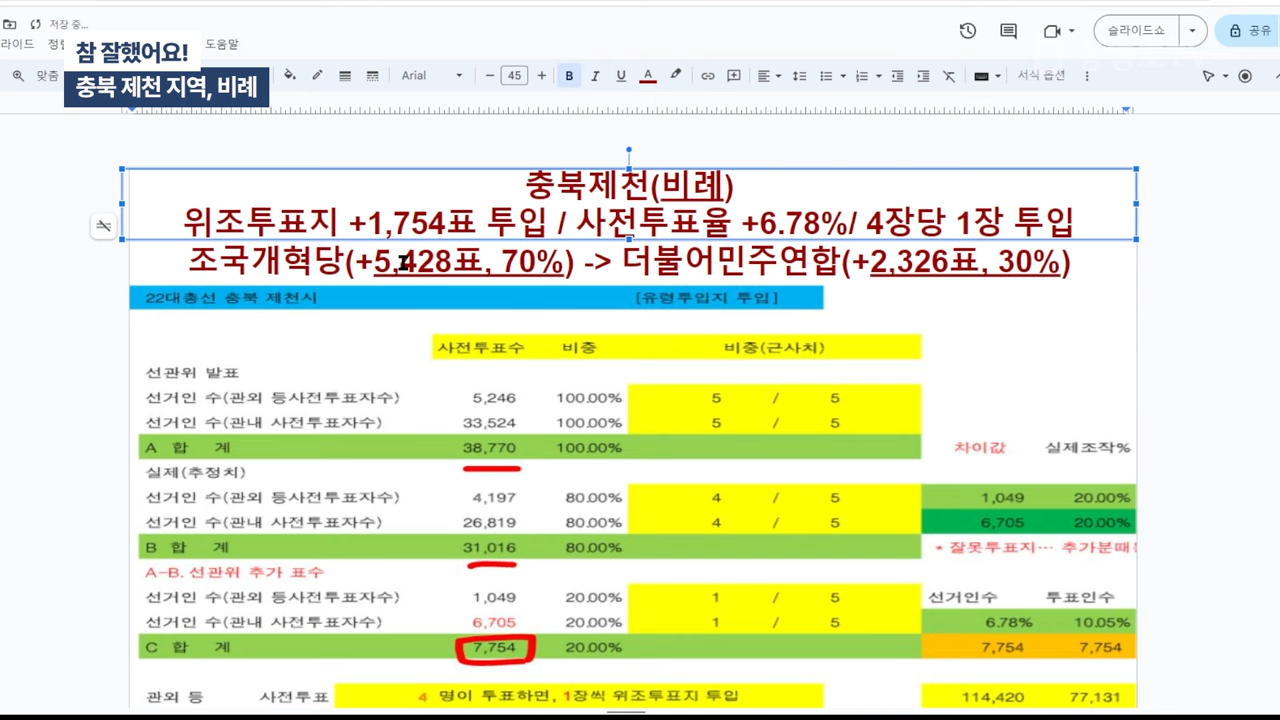 저장 중...
참 잘했어요!
도움말
충북 제천 지역, 비례
슬라이드쇼
공유
맞춤
Arial
45
B I U A
서식 옵션
충북제천(비례)
위조투표지 +1,754표 투입 / 사전투표율 +6.78%/ 4장당 1장 투입
조국개혁당(+5,428표, 70%) -> 더불어민주연합(+2,326표, 30%)
22대총선 충북 제천시 [유령투입지 투입]
사전투표수 비중 비중(근사치)
선관위 발표
선거인 수(관외 등사전투표자수) 5,246 100.00% 5 / 5
선거인 수(관내 사전투표자수) 33,524 100.00% 5 / 5
A 합 계 38,770 100.00% 차이값 실제조작%
실제(추정치)
선거인 수(관외 등사전투표자수) 4,197 80.00% 4 / 5 1,049 20.00%
선거인 수(관내 사전투표자수) 26,819 80.00% 4 / 5 6,705 20.00%
B 합 계 31,016 80.00% * 잘못투표지… 추가분때
A-B. 선관위 추가 표수
선거인 수(관외 등사전투표자수) 1,049 20.00% 1 / 5 선거인수 투표인수
선거인 수(관내 사전투표자수) 6,705 20.00% 1 / 5 6.78% 10.05%
C 합 계 7,754 20.00% 7,754 7,754
관외 등 사전투표 4 명이 투표하면, 1장씩 위조투표지 투입 114,420 77,131